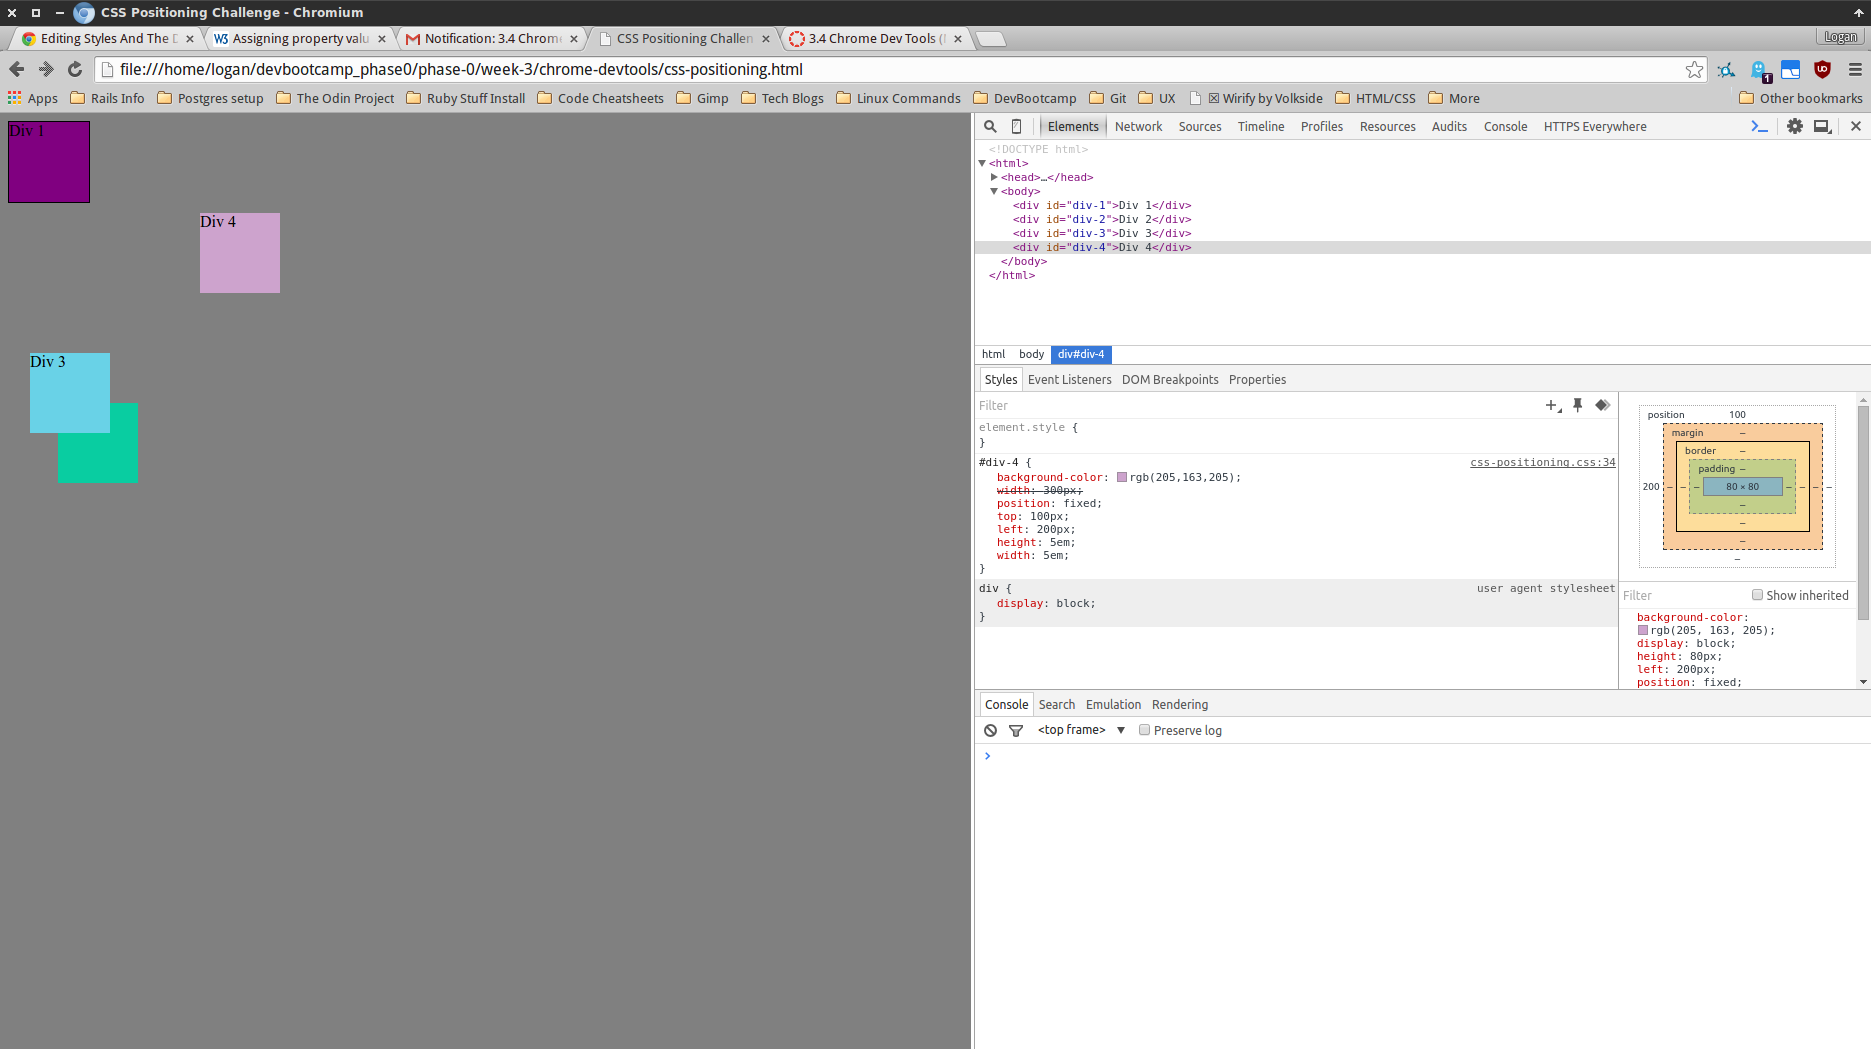 CSS Positioning Challenge - Chromium
Editing Styles And The D
Assigning property valu
Notification: 3.4 Chrome
CSS Positioning Challen
3.4 Chrome Dev Tools (
Logan
file:///home/logan/devbootcamp_phase0/phase-0/week-3/chrome-devtools/css-positioning.html
1
Apps Rails Info Postgres setup The Odin Project Ruby Stuff Install Code Cheatsheets Gimp Tech Blogs Linux Commands DevBootcamp Git UX Wirify by Volkside HTML/CSS More Other bookmarks
Div 1
Div 4
Div 3
Elements Network Sources Timeline Profiles Resources Audits Console HTTPS Everywhere
<!DOCTYPE html>
<html>
<head>…</head>
<body>
<div id="div-1">Div 1</div>
<div id="div-2">Div 2</div>
<div id="div-3">Div 3</div>
<div id="div-4">Div 4</div>
</body>
</html>
html body div#div-4
Styles Event Listeners DOM Breakpoints Properties
Filter
element.style {
}
#div-4 { css-positioning.css:34
background-color: rgb(205,163,205);
width: 300px;
position: fixed;
top: 100px;
left: 200px;
height: 5em;
width: 5em;
}
div { user agent stylesheet
display: block;
}
position 100
margin –
border –
padding –
200 – – – 80 × 80 – – – –
–
–
–
–
Filter Show inherited
background-color:
rgb(205, 163, 205);
display: block;
height: 80px;
left: 200px;
position: fixed;
Console Search Emulation Rendering
<top frame> ▼ Preserve log
>